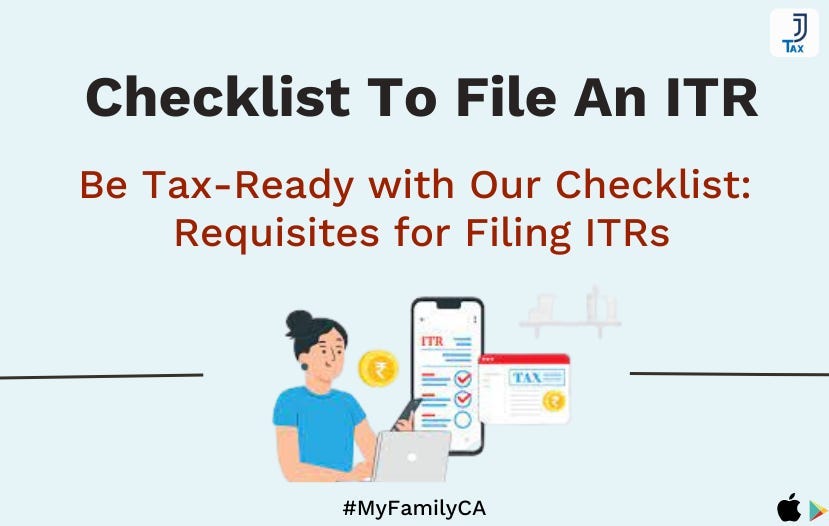 J
TAX
Checklist To File An ITR
Be Tax-Ready with Our Checklist:
Requisites for Filing ITRs
ITR
₹
TAX
₹
#MyFamilyCA